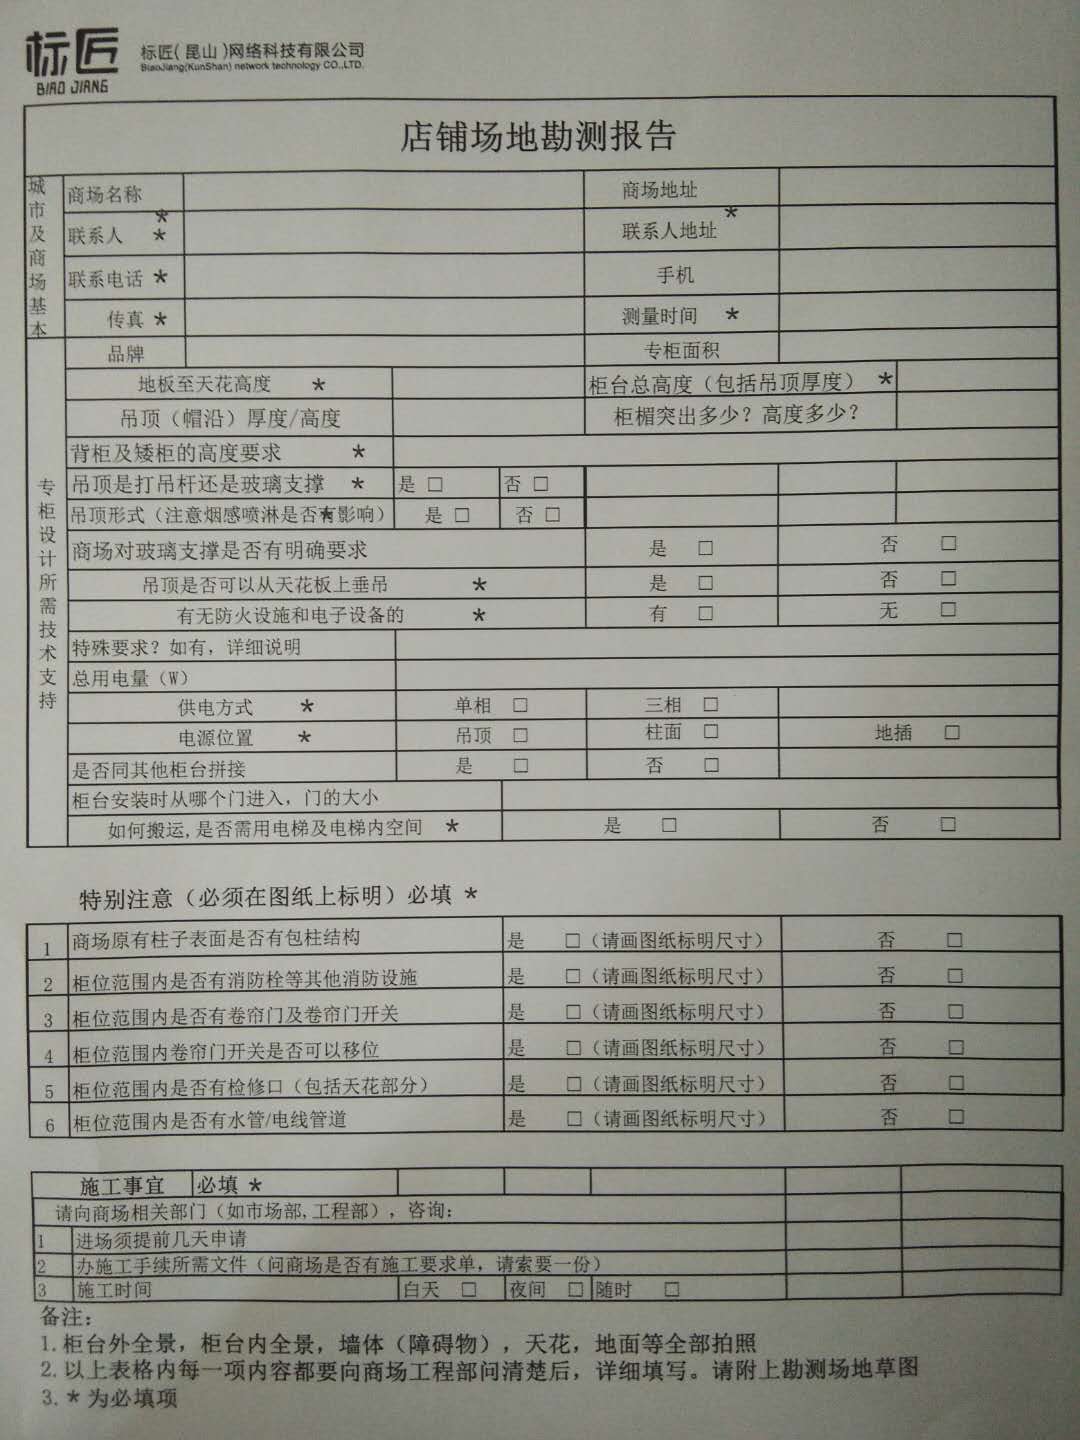 标匠
BIAO JIANG
标匠(昆山)网络科技有限公司
BiaoJiang(KunShan) network technology CO.,LTD.
店铺场地勘测报告
城市及商场基本
商场名称 * 商场地址 *
联系人 * 联系人地址
联系电话 * 手机
传真 * 测量时间 *
专柜设计所需技术支持
品牌 专柜面积
地板至天花高度 * 柜台总高度（包括吊顶厚度） *
吊顶（帽沿）厚度/高度 柜楣突出多少？高度多少？
背柜及矮柜的高度要求 *
吊顶是打吊杆还是玻璃支撑 * 是 □ 否 □
吊顶形式（注意烟感喷淋是否有影响） * 是 □ 否 □
商场对玻璃支撑是否有明确要求 是 □ 否 □
吊顶是否可以从天花板上垂吊 * 是 □ 否 □
有无防火设施和电子设备的 * 有 □ 无 □
特殊要求？如有，详细说明
总用电量（W）
供电方式 * 单相 □ 三相 □
电源位置 * 吊顶 □ 柱面 □ 地插 □
是否同其他柜台拼接 是 □ 否 □
柜台安装时从哪个门进入，门的大小
如何搬运,是否需用电梯及电梯内空间 * 是 □ 否 □
特别注意（必须在图纸上标明）必填 *
1 商场原有柱子表面是否有包柱结构 是 □（请画图纸标明尺寸） 否 □
2 柜位范围内是否有消防栓等其他消防设施 是 □（请画图纸标明尺寸） 否 □
3 柜位范围内是否有卷帘门及卷帘门开关 是 □（请画图纸标明尺寸） 否 □
4 柜位范围内卷帘门开关是否可以移位 是 □（请画图纸标明尺寸） 否 □
5 柜位范围内是否有检修口（包括天花部分） 是 □（请画图纸标明尺寸） 否 □
6 柜位范围内是否有水管/电线管道 是 □（请画图纸标明尺寸） 否 □
施工事宜 必填 *
请向商场相关部门（如市场部,工程部），咨询：
1 进场须提前几天申请
2 办施工手续所需文件（问商场是否有施工要求单，请索要一份）
3 施工时间 白天 □ 夜间 □ 随时 □
备注：
1.柜台外全景，柜台内全景，墙体（障碍物），天花，地面等全部拍照
2.以上表格内每一项内容都要向商场工程部问清楚后，详细填写。请附上勘测场地草图
3.*为必填项